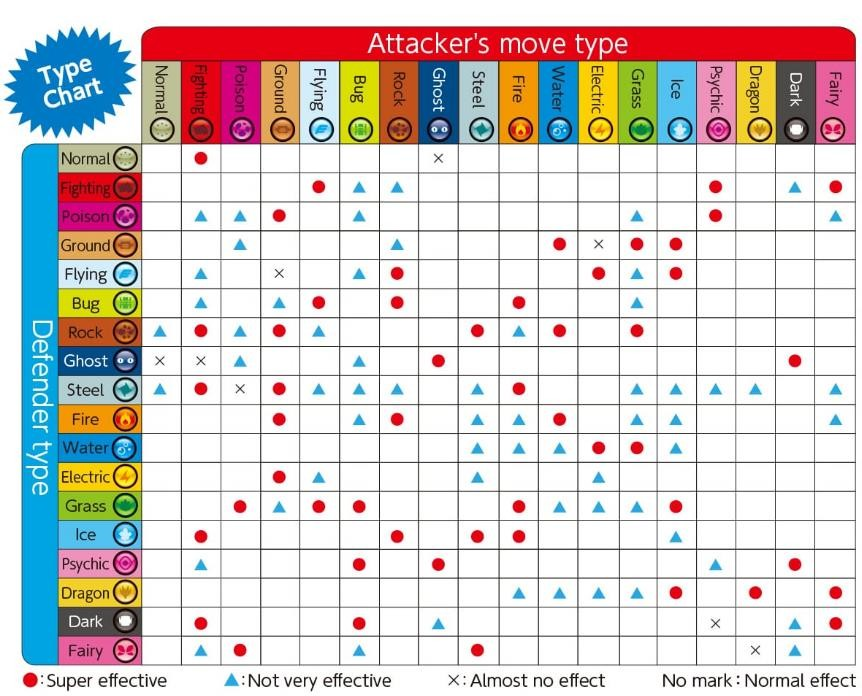 Type
Chart
Attacker's move type
Normal
Fighting
Poison
Ground
Flying
Bug
Rock
Ghost
Steel
Fire
Water
Electric
Grass
Ice
Psychic
Dragon
Dark
Fairy
Defender type
Normal ●
×
Fighting ● ▲ ▲ ● ▲ ●
Poison ▲ ▲ ● ▲ ▲ ● ▲
Ground ▲ ▲ ● × ● ●
Flying ▲ × ▲ ● ● ▲ ●
Bug ▲ ▲ ● ● ● ▲
Rock ▲ ● ▲ ● ▲ ● ▲ ● ●
Ghost × × ▲ ▲ ● ●
Steel ▲ ● × ● ▲ ▲ ▲ ▲ ● ▲ ▲ ▲ ▲ ▲
Fire ● ▲ ● ▲ ▲ ● ▲ ▲ ▲
Water ▲ ▲ ▲ ● ● ▲
Electric ● ▲ ▲ ▲
Grass ● ▲ ● ● ● ▲ ▲ ▲ ●
Ice ● ● ● ● ▲
Psychic ▲ ● ● ▲ ●
Dragon ▲ ▲ ▲ ▲ ● ● ●
Dark ● ● ▲ × ▲ ●
Fairy ▲ ● ▲ ● × ▲
●: Super effective ▲: Not very effective ×: Almost no effect No mark: Normal effect